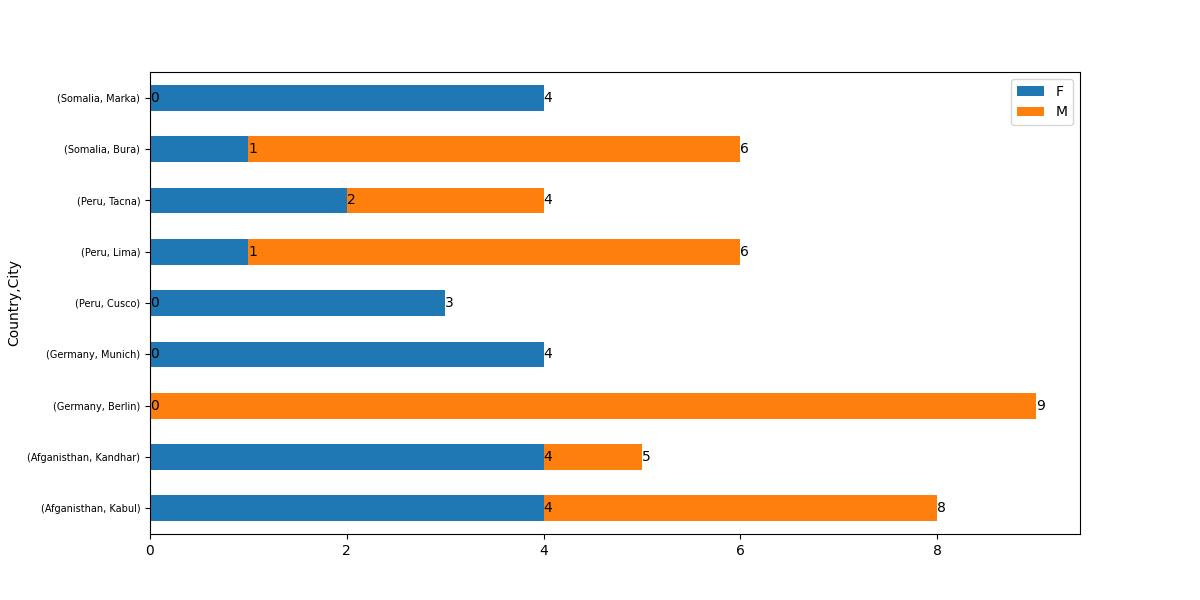 F
M
(Somalia, Marka) 0 4
(Somalia, Bura) 1 6
(Peru, Tacna) 2 4
(Peru, Lima) 1 6
(Peru, Cusco) 0 3
(Germany, Munich) 0 4
(Germany, Berlin) 0 9
(Afganisthan, Kandhar) 4 5
(Afganisthan, Kabul) 4 8
0 2 4 6 8
Country,City